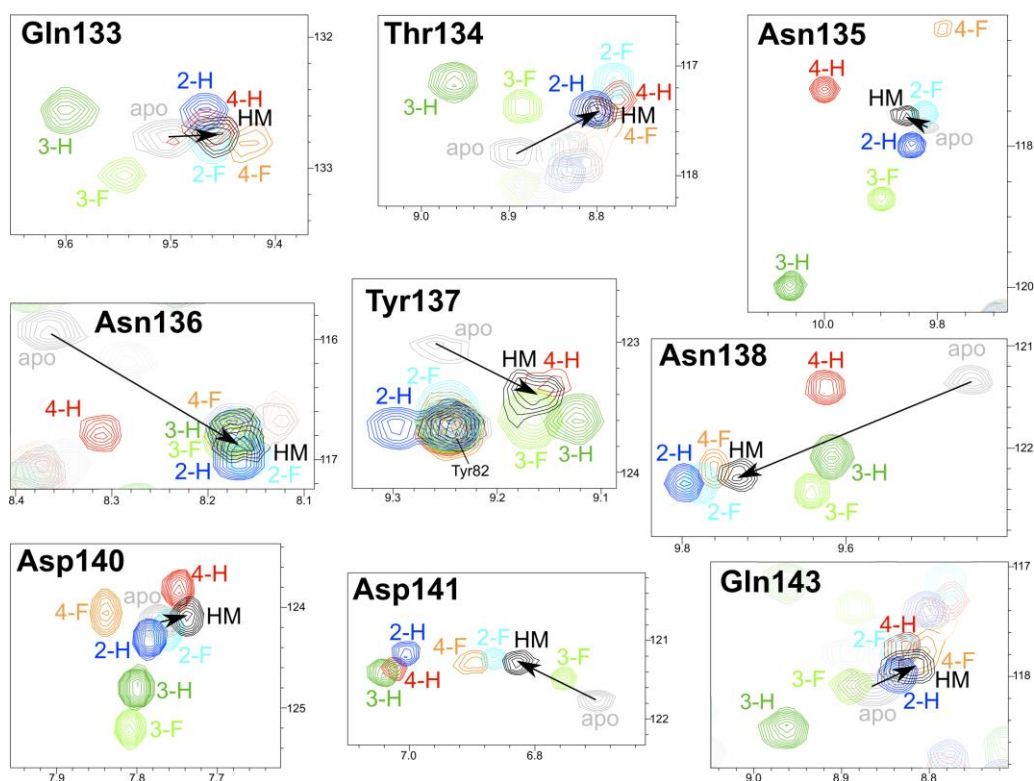 Gln133
2-H
4-H
apo
HM
3-H
2-F
4-F
3-F
132
133
9.6
9.5
9.4
Thr134
2-F
2-H
3-F
4-H
3-H
HM
4-F
apo
117
118
9.0
8.9
8.8
Asn135
4-F
4-H
HM
2-F
apo
2-H
3-F
3-H
118
120
10.0
9.8
Asn136
apo
4-H
4-F
3-H
3-F
HM
2-H
2-F
116
117
8.4
8.3
8.2
8.1
Tyr137
apo
HM
4-H
2-F
2-H
3-F
3-H
Tyr82
123
124
9.3
9.2
9.1
Asn138
apo
4-H
4-F
HM
2-H
3-H
2-F
3-F
121
122
9.8
9.6
Asp140
4-H
apo
4-F
HM
2-H
2-F
3-H
3-F
124
125
7.9
7.8
7.7
Asp141
2-H
4-F
2-F
HM
3-F
4-H
3-H
apo
121
122
7.0
6.8
Gln143
4-H
2-F
4-F
3-F
HM
apo
2-H
3-H
117
118
9.0
8.9
8.8